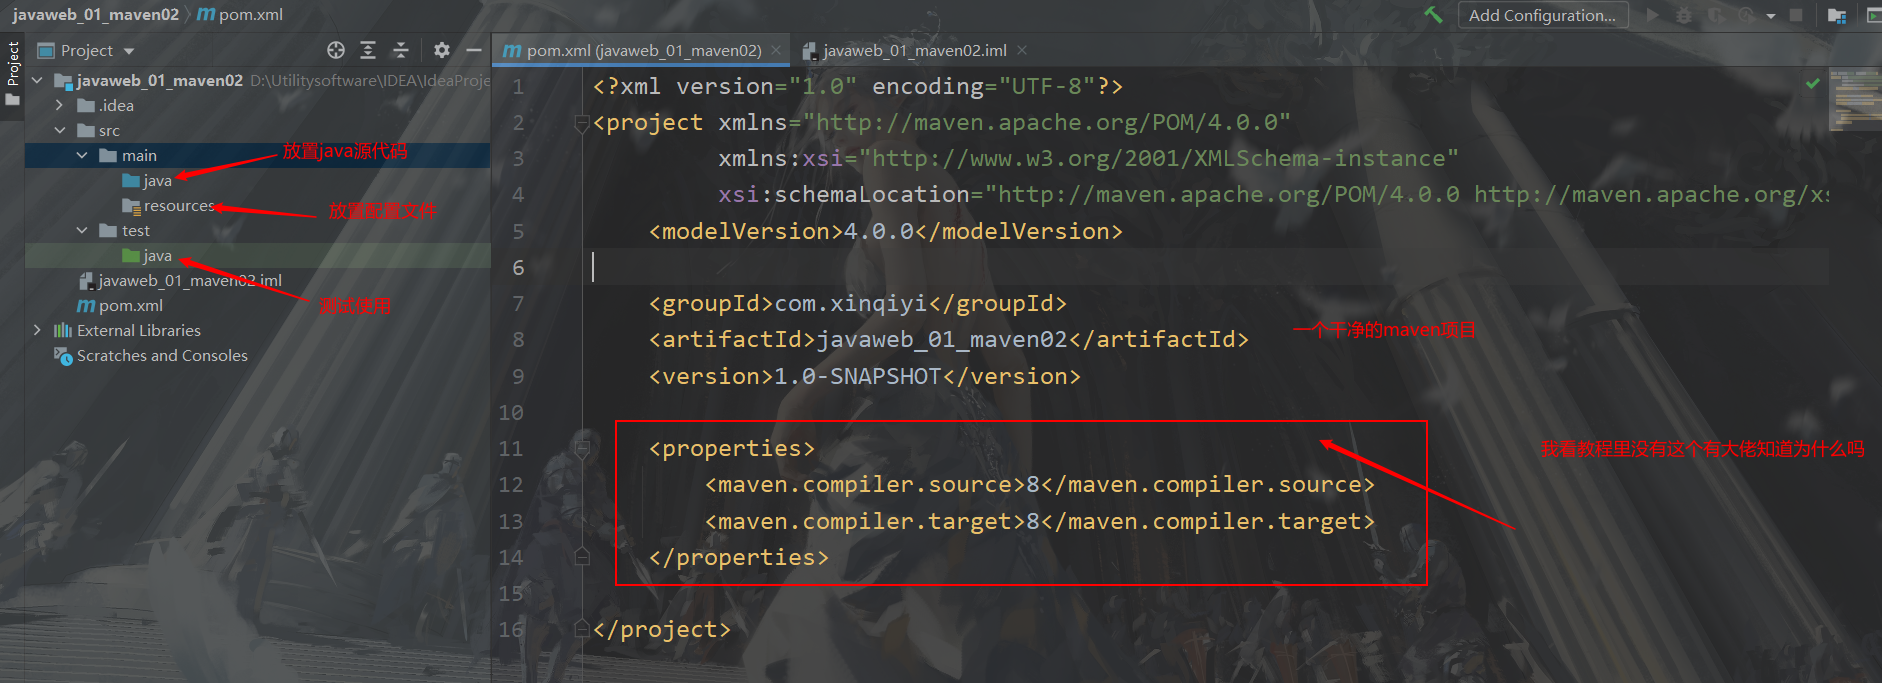 javaweb_01_maven02 pom.xml
Add Configuration...
Project
Project
pom.xml (javaweb_01_maven02)
javaweb_01_maven02.iml
javaweb_01_maven02 D:\Utilitysoftware\IDEA\IdeaProje
.idea
src
main
放置java源代码
java
resources
放置配置文件
test
java
javaweb_01_maven02.iml
测试使用
pom.xml
External Libraries
Scratches and Consoles
1 <?xml version="1.0" encoding="UTF-8"?>
2 <project xmlns="http://maven.apache.org/POM/4.0.0"
3 xmlns:xsi="http://www.w3.org/2001/XMLSchema-instance"
4 xsi:schemaLocation="http://maven.apache.org/POM/4.0.0 http://maven.apache.org/xs
5 <modelVersion>4.0.0</modelVersion>
6
7 <groupId>com.xinqiyi</groupId>
8 <artifactId>javaweb_01_maven02</artifactId>
一个干净的maven项目
9 <version>1.0-SNAPSHOT</version>
10
11 <properties>
我看教程里没有这个有大佬知道为什么吗
12 <maven.compiler.source>8</maven.compiler.source>
13 <maven.compiler.target>8</maven.compiler.target>
14 </properties>
15
16 </project>